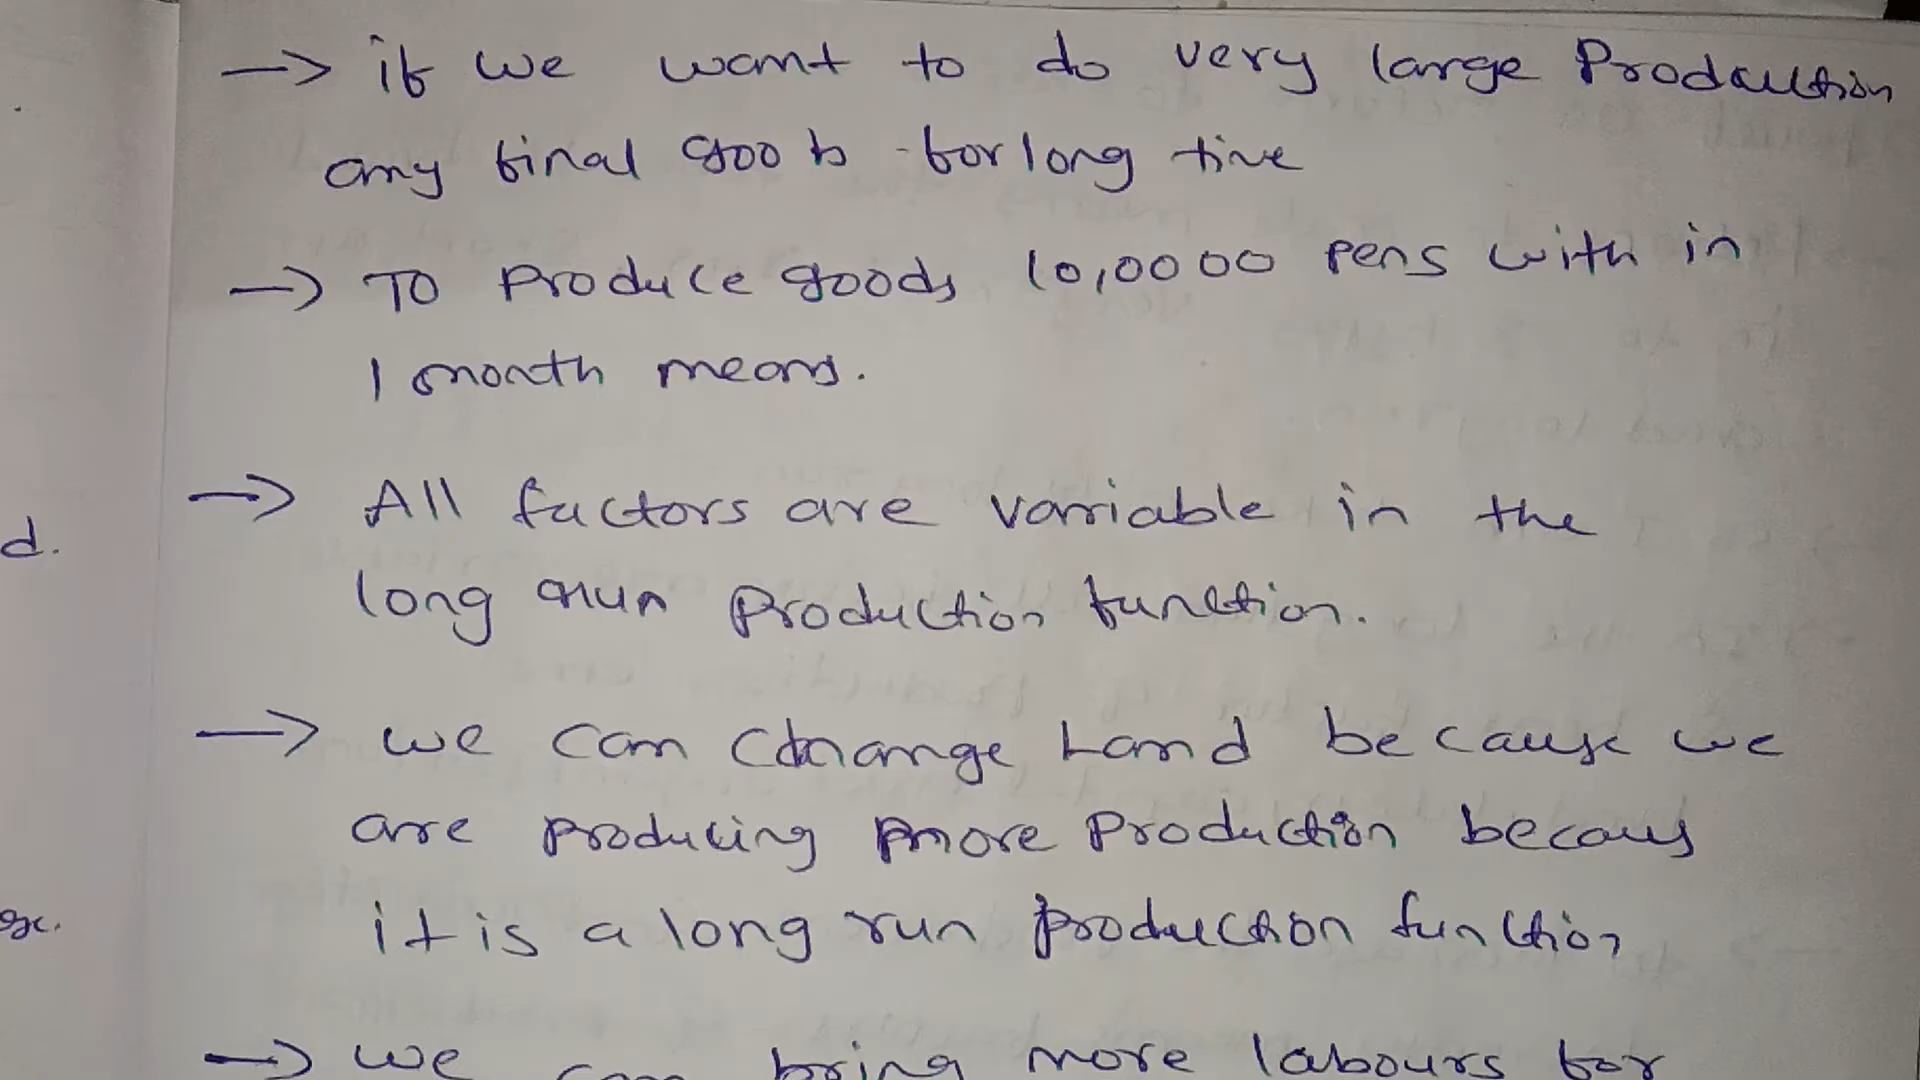 → if we want to do very large Production
any final goods for long time
→ TO Produce goods 10,0000 pens with in
1 month means.
→ All factors are variable in the
d.
long run Production function.
→ we can change Land because we
are producing more Production becaus
it is a long run production function
→ we can bring more labours for